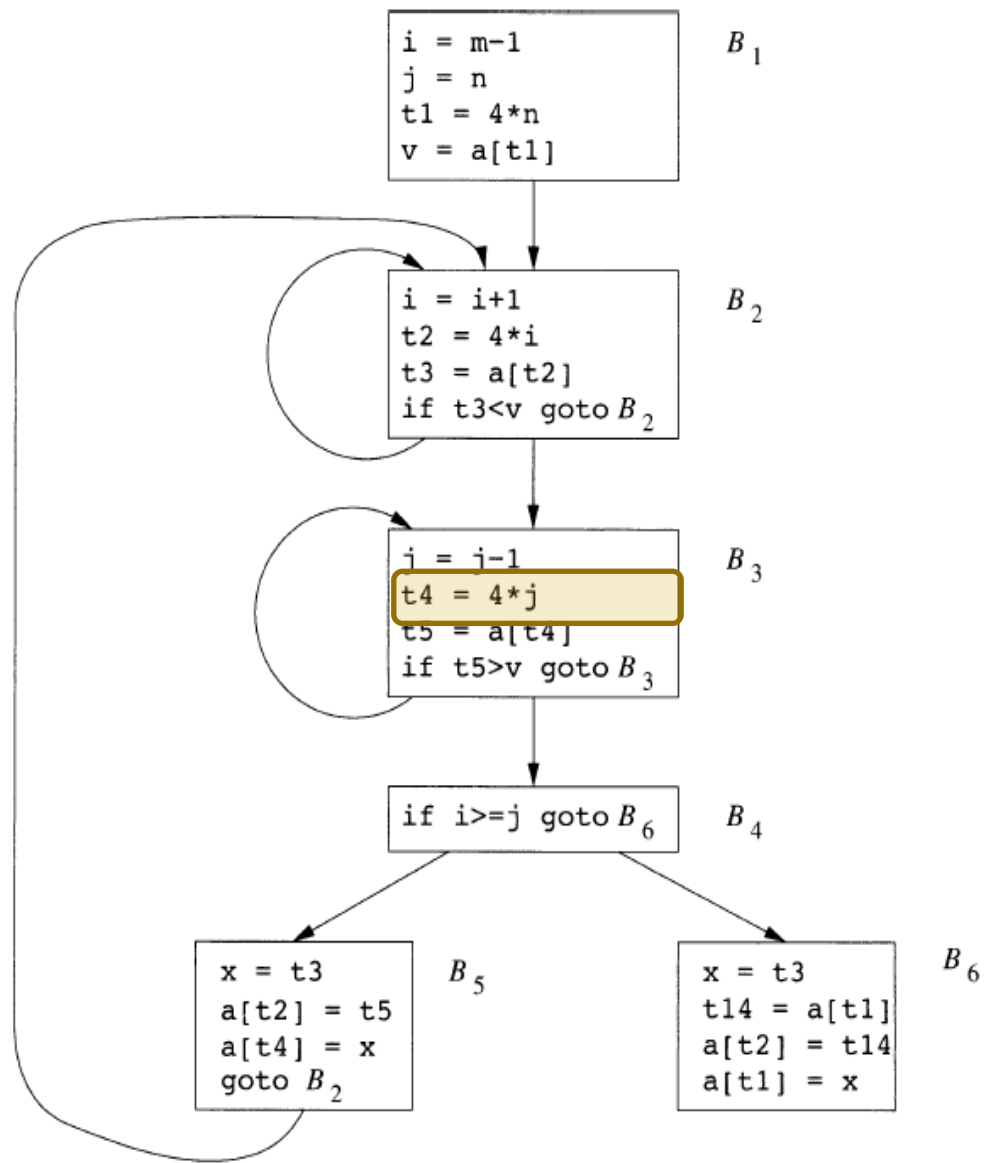 i = m-1
j = n
t1 = 4*n
v = a[t1]
B1
i = i+1
t2 = 4*i
t3 = a[t2]
if t3<v goto B2
B2
j = j-1
t4 = 4*j
t5 = a[t4]
if t5>v goto B3
B3
if i>=j goto B6
B4
x = t3
a[t2] = t5
a[t4] = x
goto B2
B5
x = t3
t14 = a[t1]
a[t2] = t14
a[t1] = x
B6